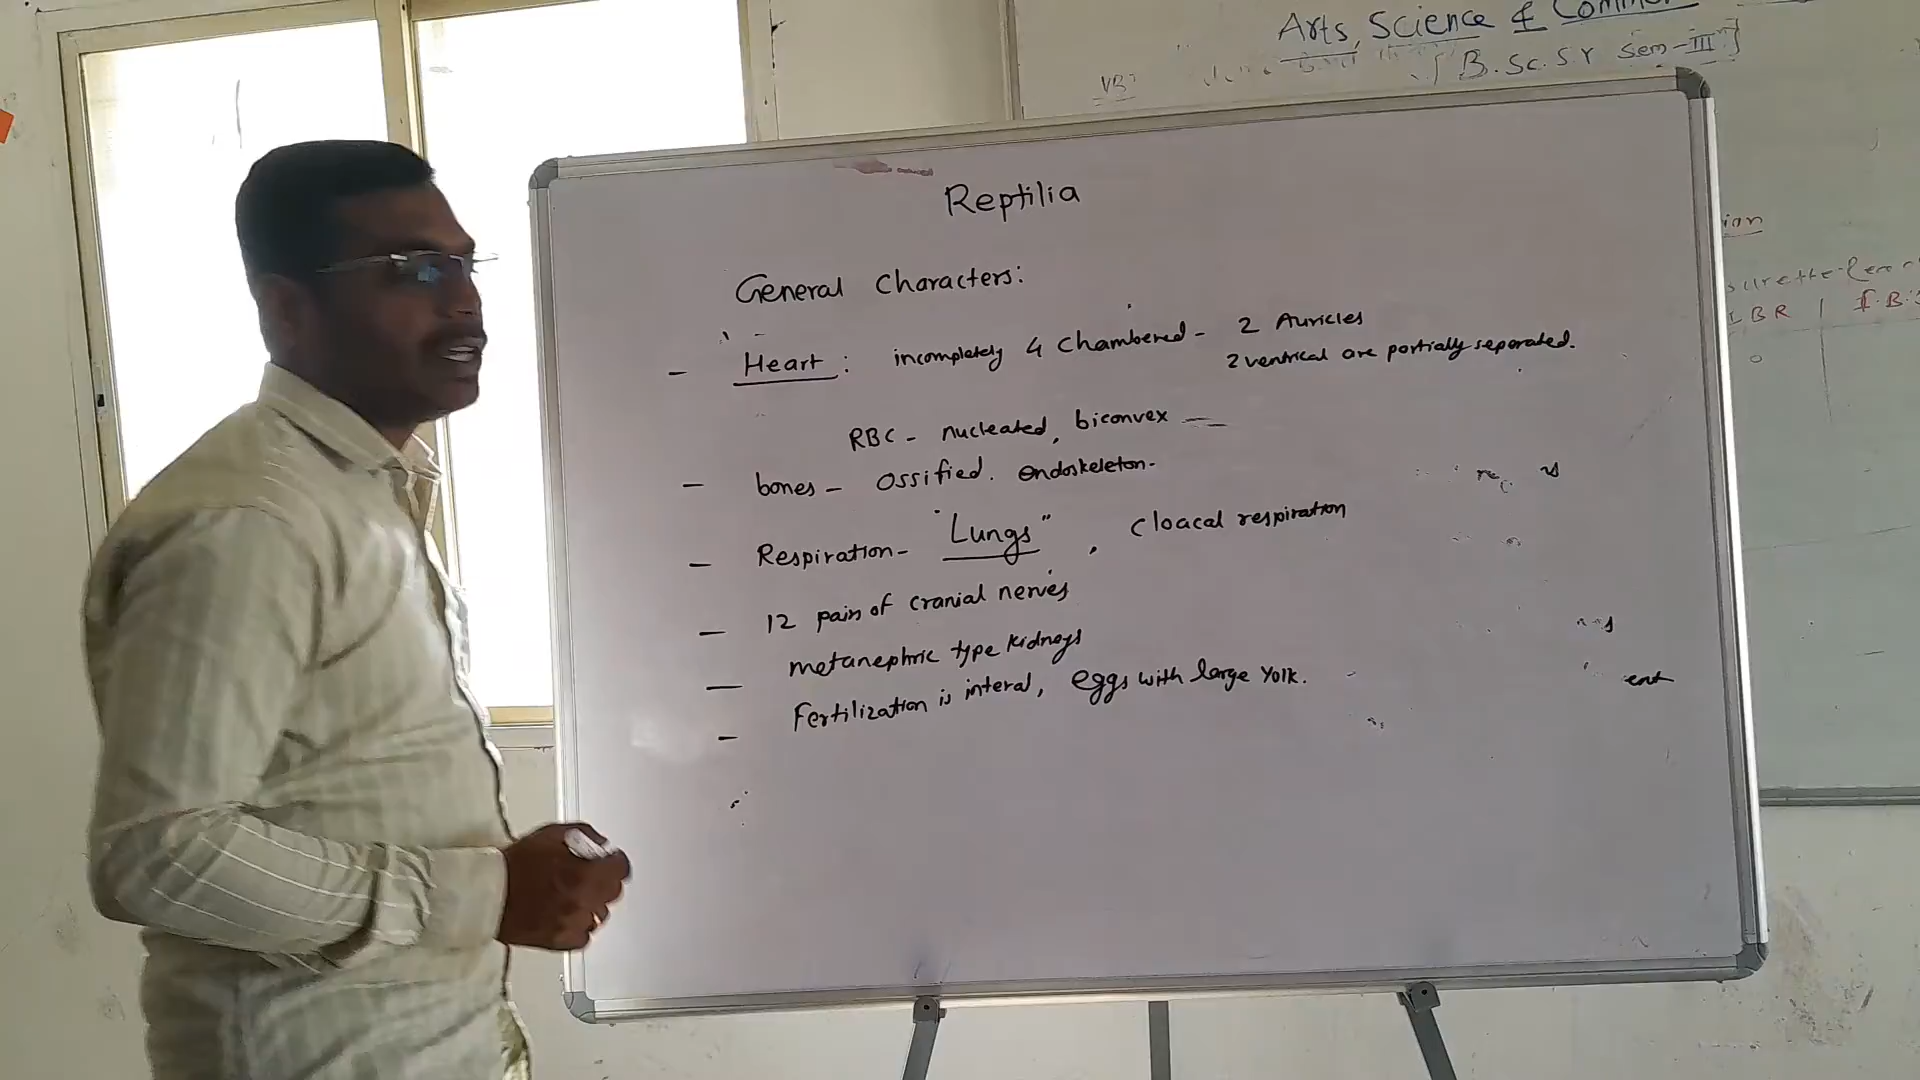 Arts, Science &
[B.Sc. S.Y Sem-III]
Reptilia
General Characters:
- Heart : incompletely 4 Chambered - 2 Auricles
2 ventrical are partially seperated.
RBC - nucleated, biconvex
- bones - Ossified. endoskeleton.
- Respiration - "Lungs", Cloacal respiration
- 12 pairs of cranial nerves
- metanephric type kidneys
- Fertilization is interal, eggs with large Yolk.
LBR |